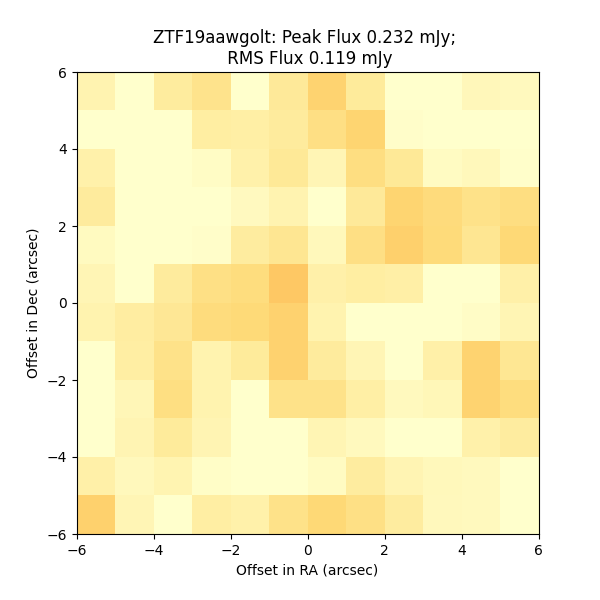 ZTF19aawgolt: Peak Flux 0.232 mJy;
RMS Flux 0.119 mJy
6
4
2
0
−2
−4
−6
Offset in Dec (arcsec)
−6 −4 −2 0 2 4 6
Offset in RA (arcsec)